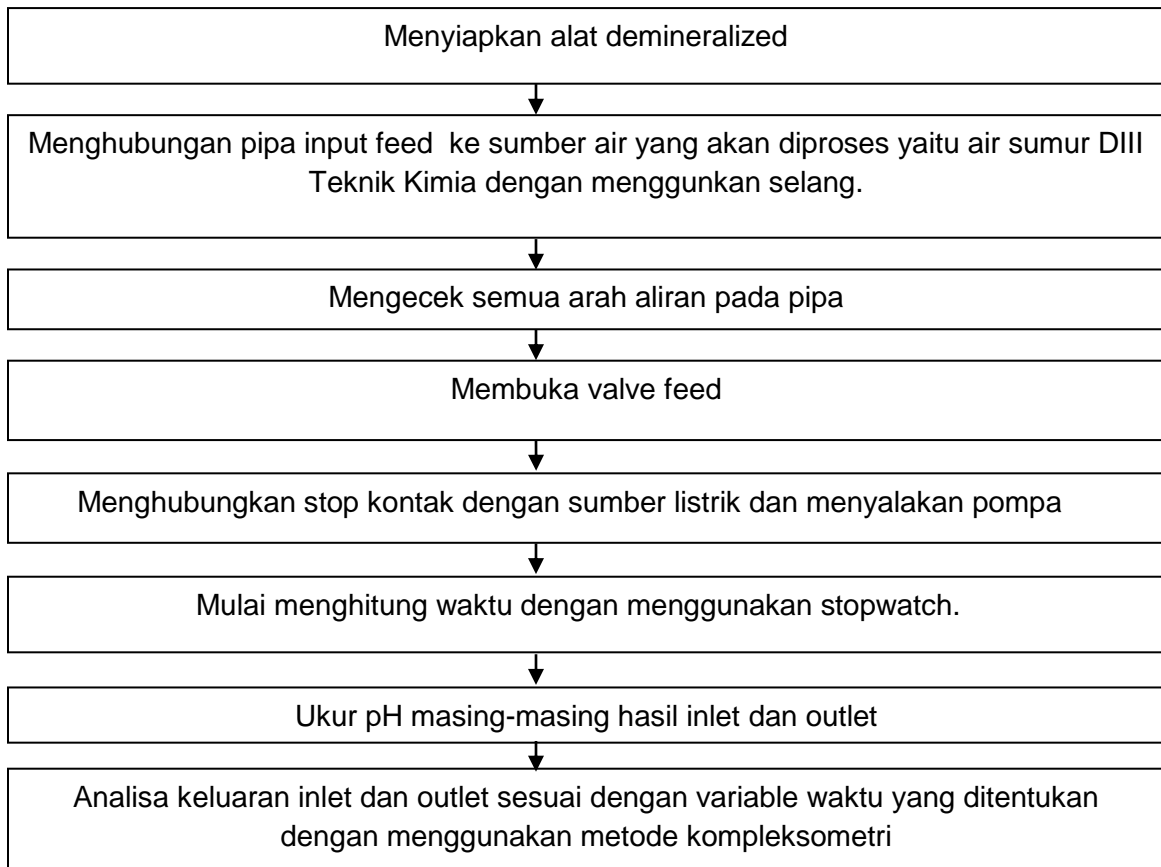 Menyiapkan alat demineralized
Menghubungan pipa input feed ke sumber air yang akan diproses yaitu air sumur DIII
Teknik Kimia dengan menggunkan selang.
Mengecek semua arah aliran pada pipa
Membuka valve feed
Menghubungkan stop kontak dengan sumber listrik dan menyalakan pompa
Mulai menghitung waktu dengan menggunakan stopwatch.
Ukur pH masing-masing hasil inlet dan outlet
Analisa keluaran inlet dan outlet sesuai dengan variable waktu yang ditentukan
dengan menggunakan metode kompleksometri